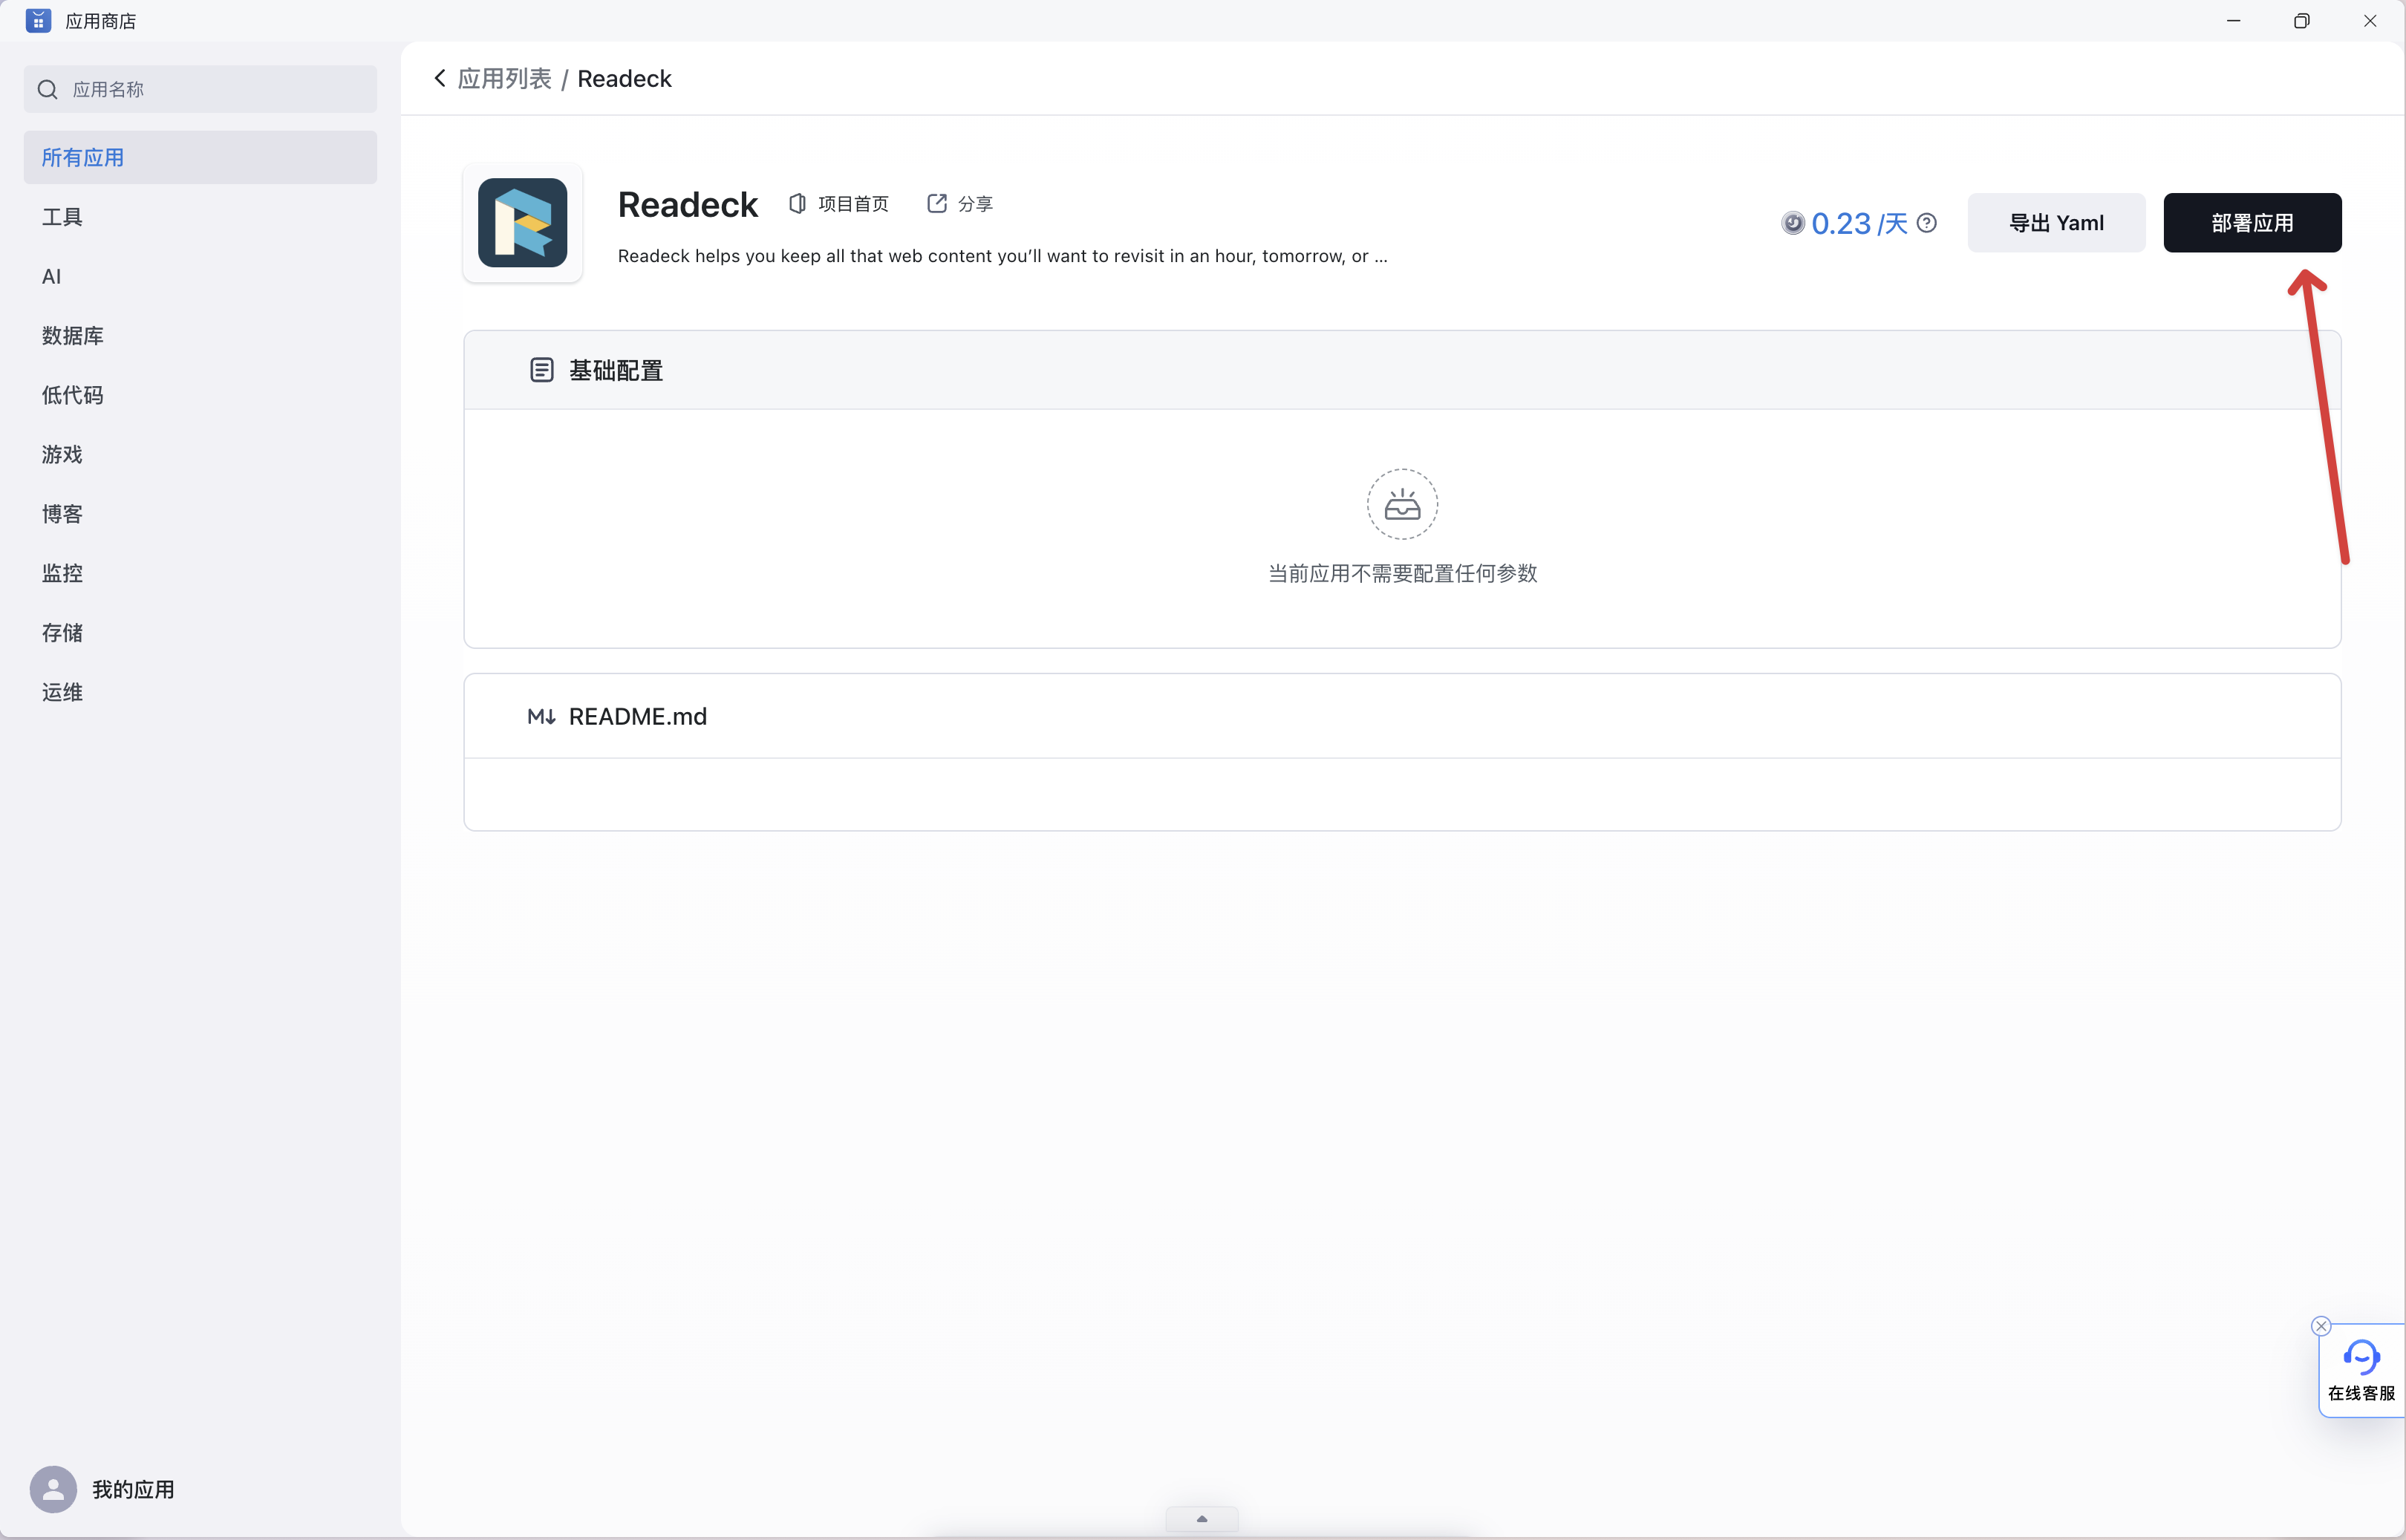 应用商店
应用名称
所有应用
工具
AI
数据库
低代码
游戏
博客
监控
存储
运维
我的应用
应用列表 / Readeck
Readeck 项目首页 分享
Readeck helps you keep all that web content you’ll want to revisit in an hour, tomorrow, or ...
0.23 /天
导出 Yaml
部署应用
基础配置
当前应用不需要配置任何参数
README.md
在线客服